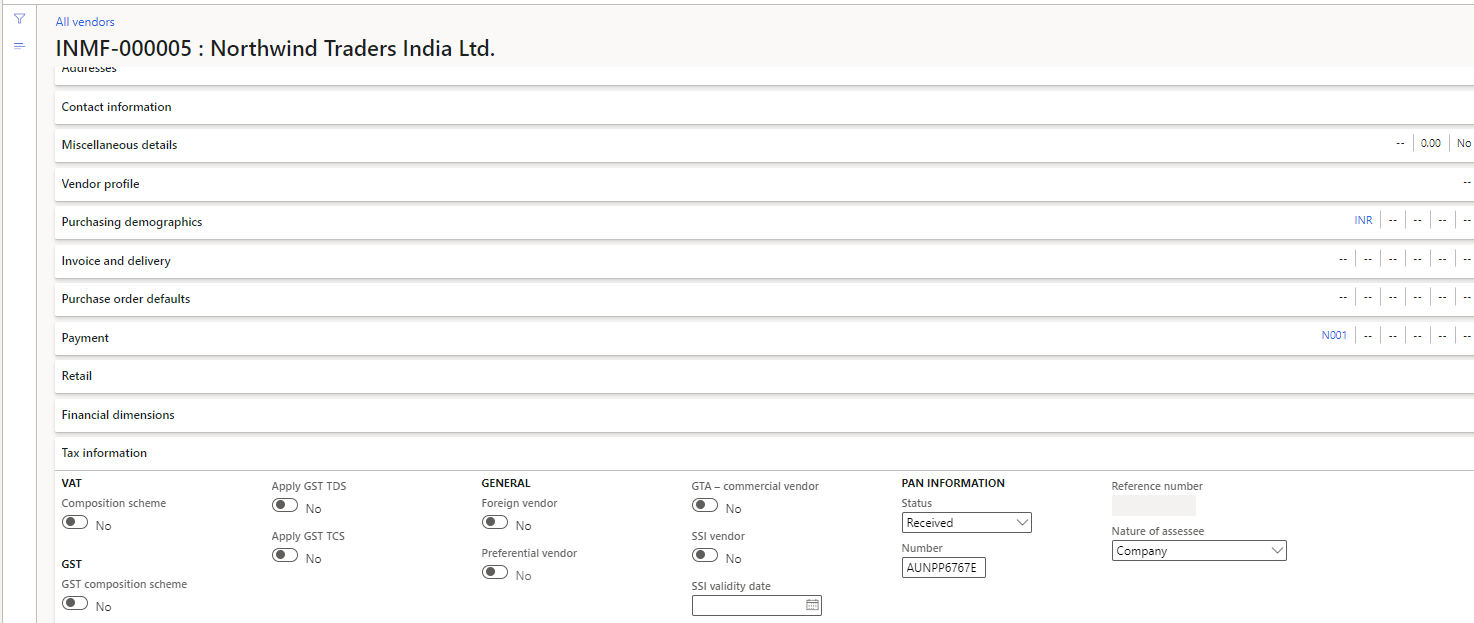 All vendors
INMF-000005 : Northwind Traders India Ltd.
Addresses
Contact information
Miscellaneous details -- 0.00 No
Vendor profile --
Purchasing demographics INR -- -- -- --
Invoice and delivery -- -- -- -- -- --
Purchase order defaults -- -- -- -- -- --
Payment N001 -- -- -- -- --
Retail
Financial dimensions
Tax information
VAT
Composition scheme
No
GST
GST composition scheme
No
Apply GST TDS
No
Apply GST TCS
No
GENERAL
Foreign vendor
No
Preferential vendor
No
GTA – commercial vendor
No
SSI vendor
No
SSI validity date
PAN INFORMATION
Status
Received
Number
AUNPP6767E
Reference number
Nature of assessee
Company